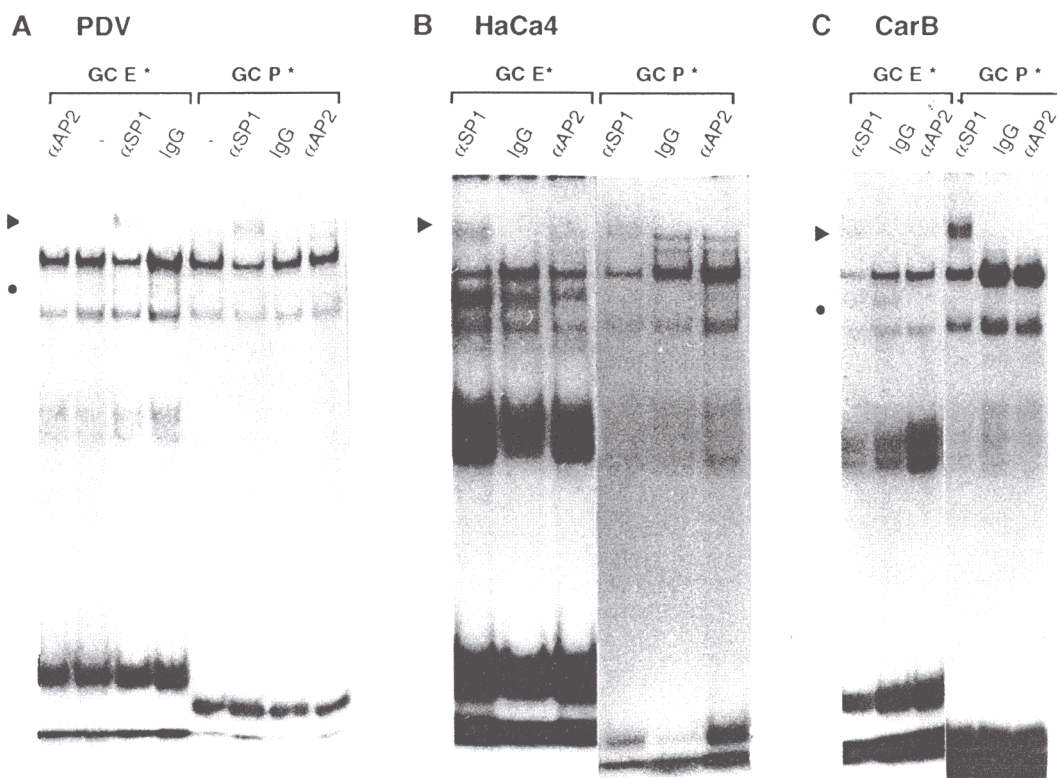 A PDV
B HaCa4
C CarB
GC E * GC P *
GC E* GC P *
GC E * GC P *
αAP2 αSP1 IgG αSP1 IgG αAP2
αSP1 IgG αAP2 αSP1 IgG αAP2
αSP1 IgG αAP2 αSP1 IgG αAP2